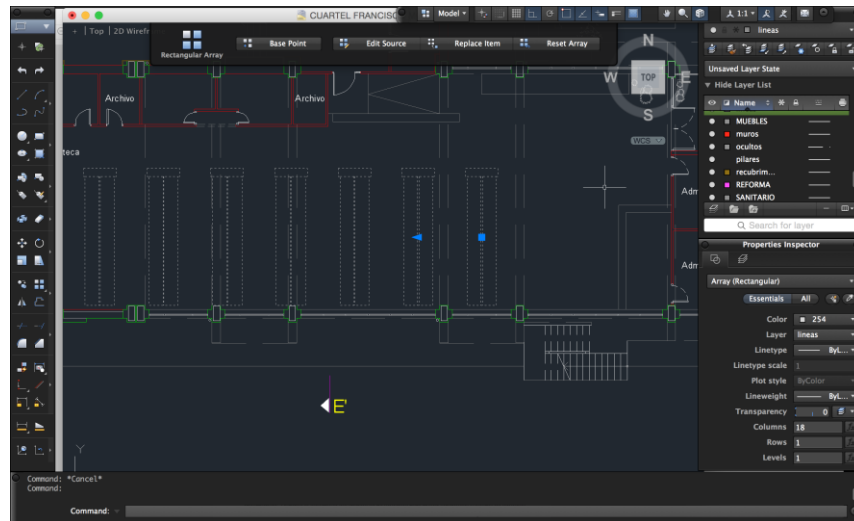 CUARTEL FRANCISC
Model
1:1
lineas
+ | Top | 2D Wirefr
Rectangular Array
Base Point
Edit Source
Replace Item
Reset Array
N
W
TOP
E
S
WCS
Unsaved Layer State
Hide Layer List
Name
MUEBLES
muros
ocultos
pilares
recubrim...
REFORMA
SANITARIO
Search for layer
Archivo
Archivo
teca
Adm
Adm
E'
Y
Properties Inspector
Array (Rectangular)
Essentials All
Color 254
Layer lineas
Linetype ByL...
Linetype scale 1
Plot style ByColor
Lineweight ByL...
Transparency 0
Columns 18
Rows 1
Levels 1
Command: *Cancel*
Command:
Command: